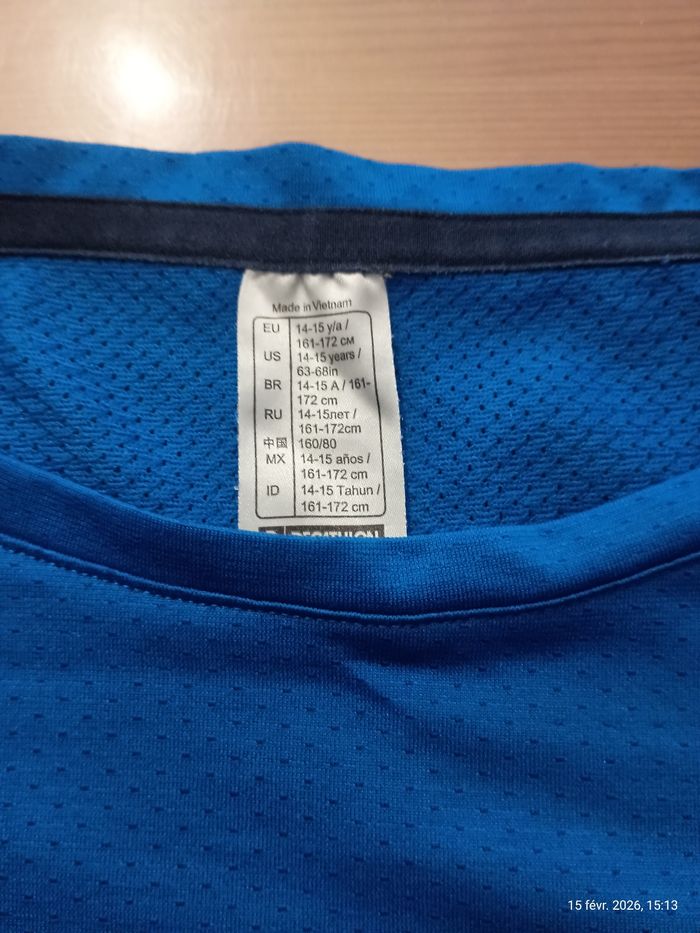 Made in Vietnam
EU 14-15 y/a /
161-172 см
US 14-15 years /
63-68in
BR 14-15 A / 161-
172 cm
RU 14-15лет /
161-172cm
中国 160/80
MX 14-15 años /
161-172 cm
ID 14-15 Tahun /
161-172 cm
DECATHLON
15 févr. 2026, 15:13